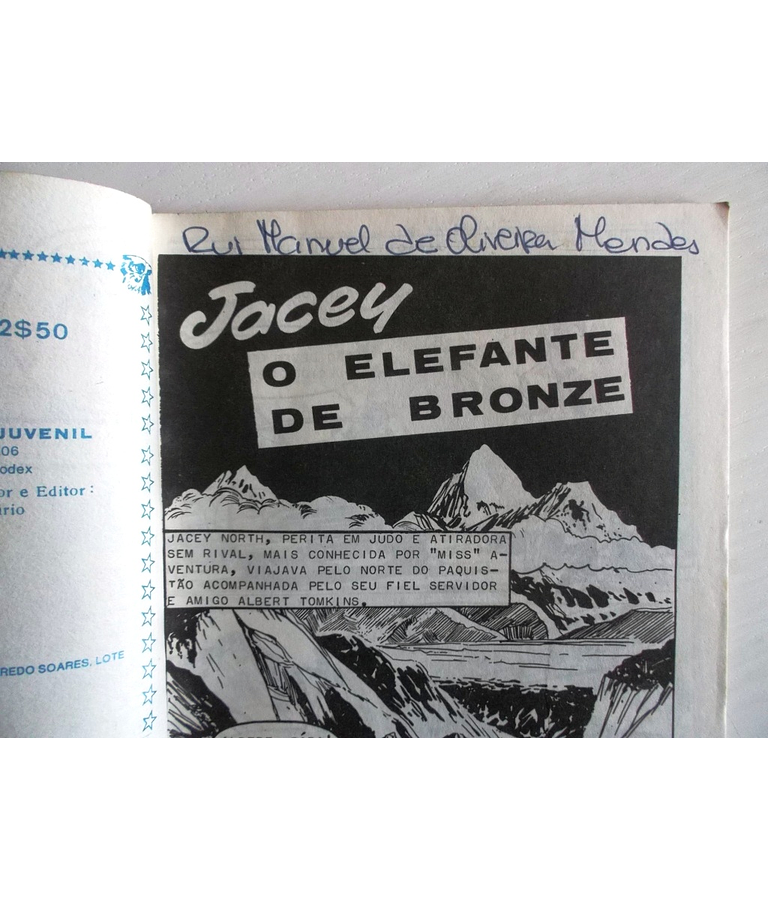 2$50
JUVENIL
06
odex
or e Editor:
ário
REDO SOARES, LOTE
Rui Manuel de Oliveira Mendes
Jacey
O ELEFANTE
DE BRONZE
JACEY NORTH, PERITA EM JUDO E ATIRADORA
SEM RIVAL, MAIS CONHECIDA POR "MISS" A-
VENTURA, VIAJAVA PELO NORTE DO PAQUIS-
TÃO ACOMPANHADA PELO SEU FIEL SERVIDOR
E AMIGO ALBERT TOMKINS.